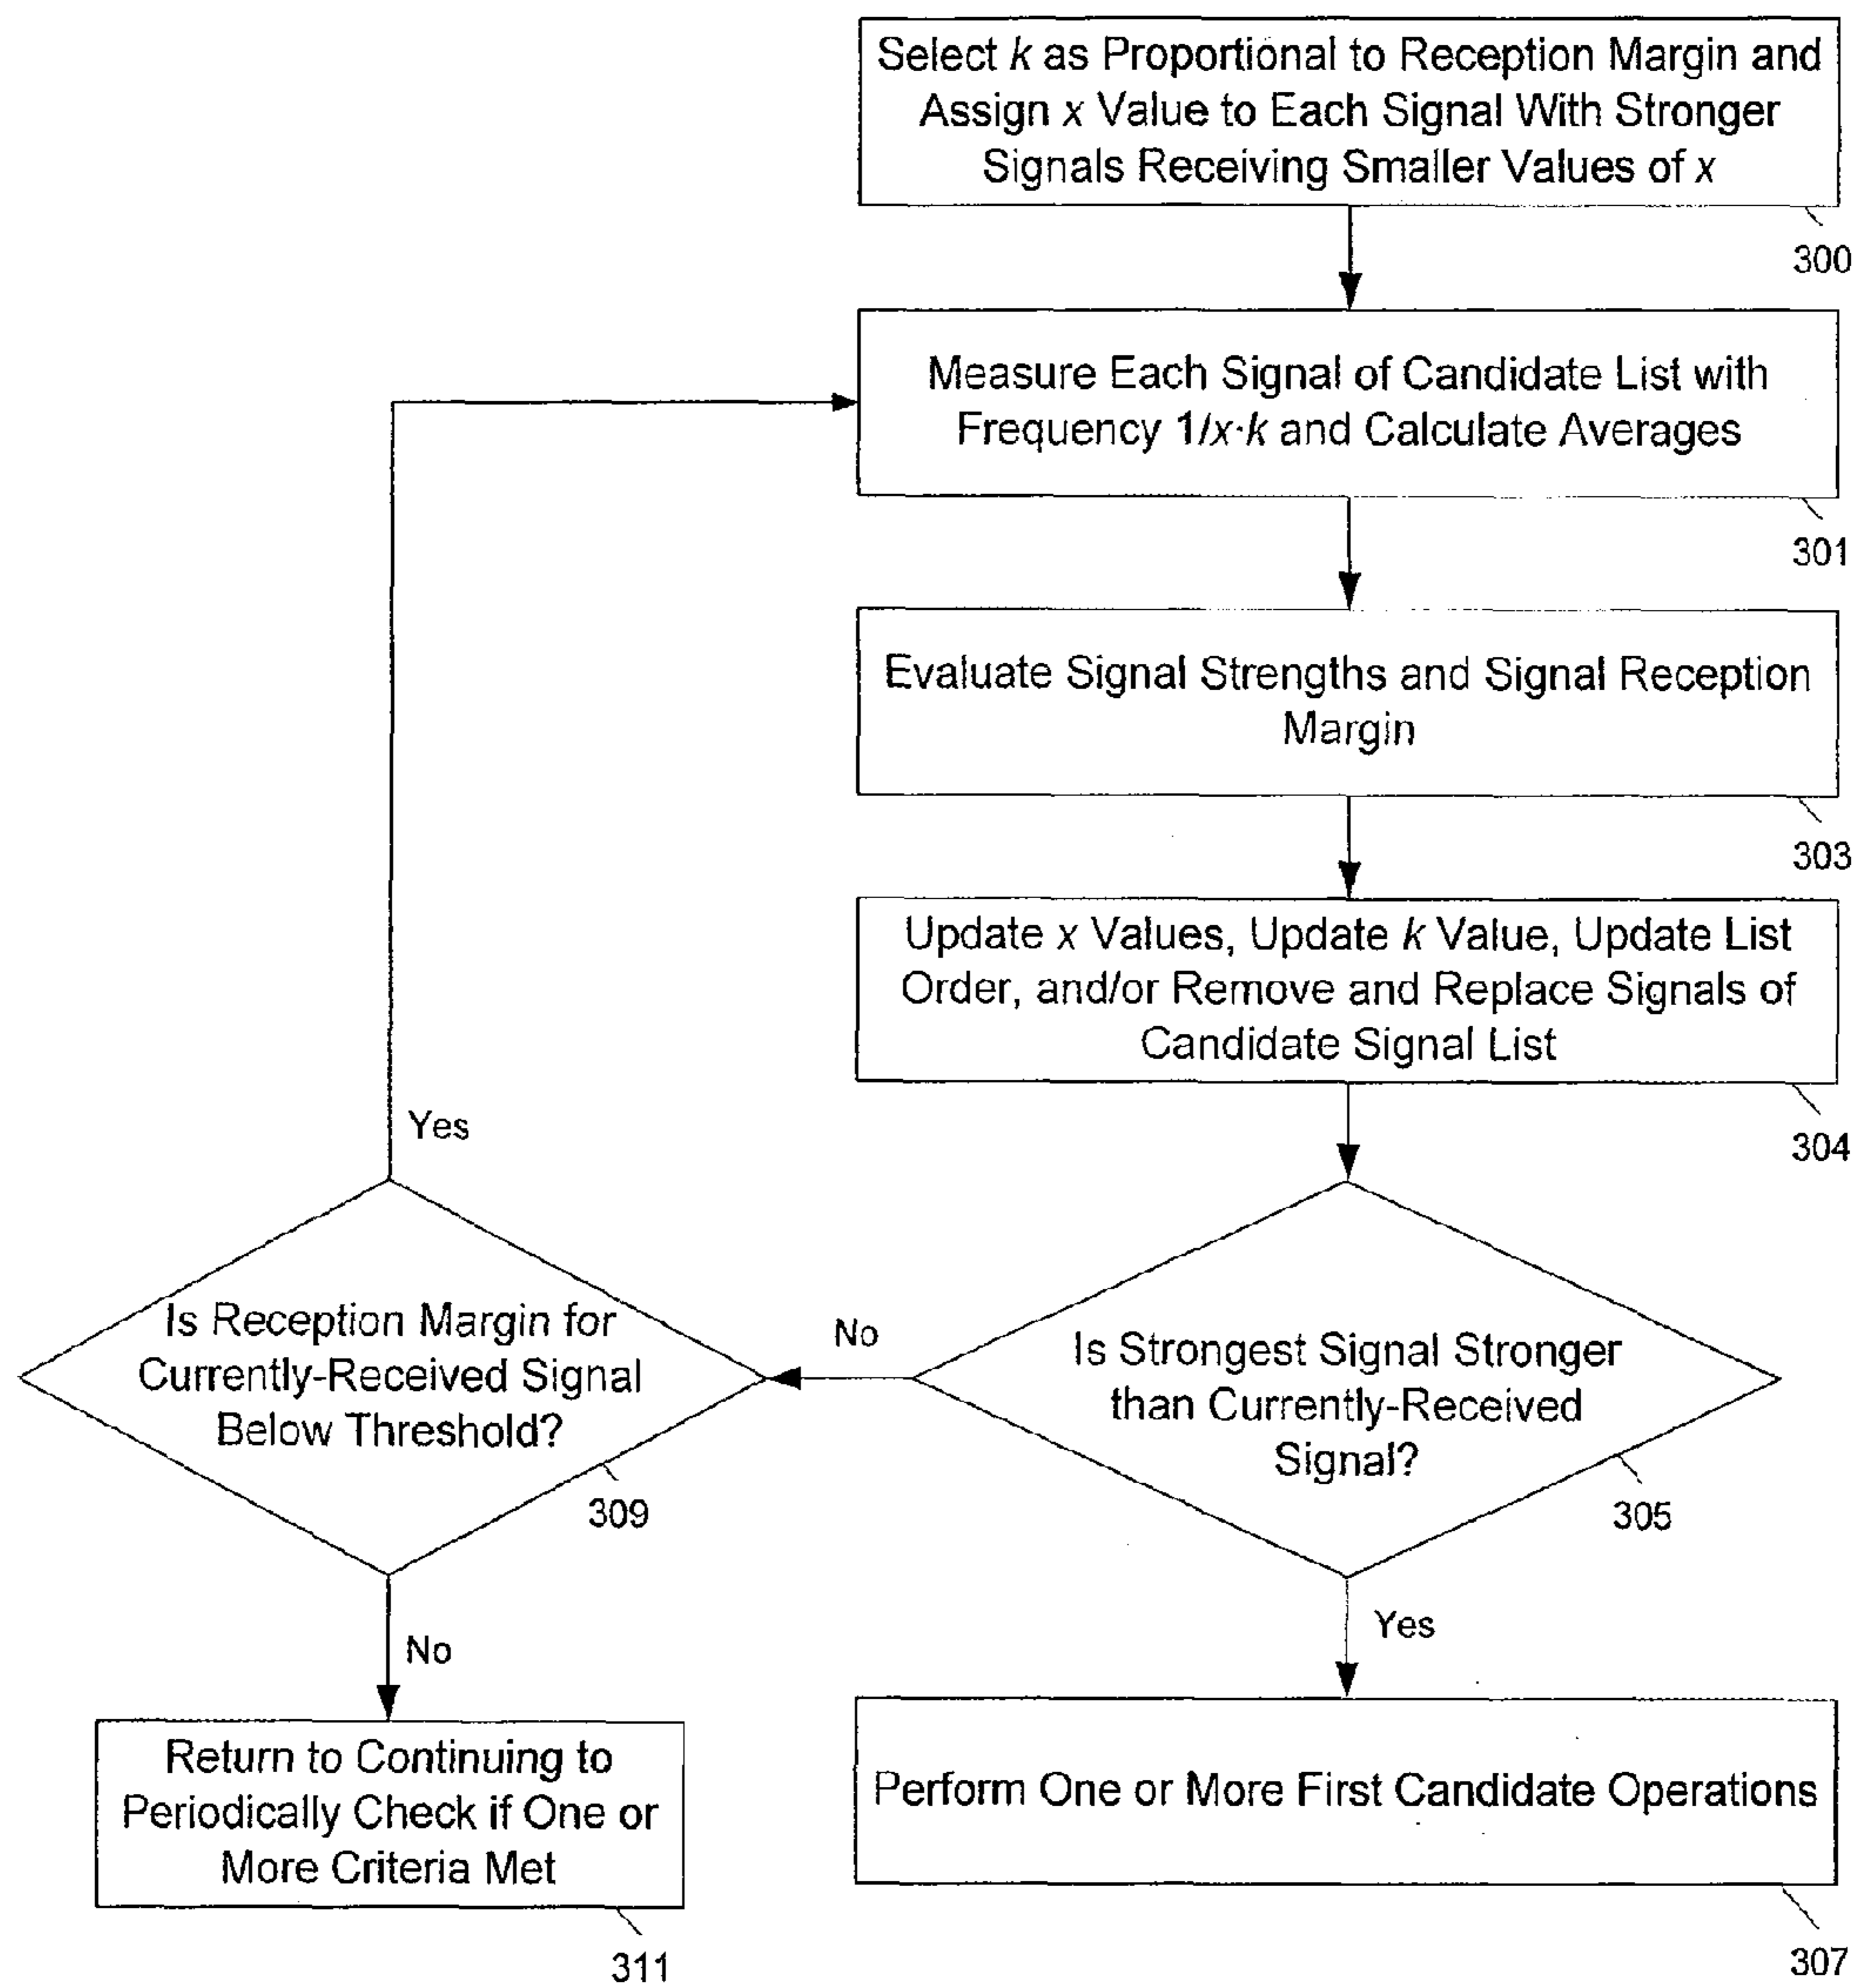 Select k as Proportional to Reception Margin and
Assign x Value to Each Signal With Stronger
Signals Receiving Smaller Values of x
300
Measure Each Signal of Candidate List with
Frequency 1/x·k and Calculate Averages
301
Evaluate Signal Strengths and Signal Reception
Margin
303
Update x Values, Update k Value, Update List
Order, and/or Remove and Replace Signals of
Candidate Signal List
304
Yes
Is Reception Margin for
Currently-Received Signal
Below Threshold?
309
No
Is Strongest Signal Stronger
than Currently-Received
Signal?
305
No
Yes
Return to Continuing to
Periodically Check if One or
More Criteria Met
311
Perform One or More First Candidate Operations
307